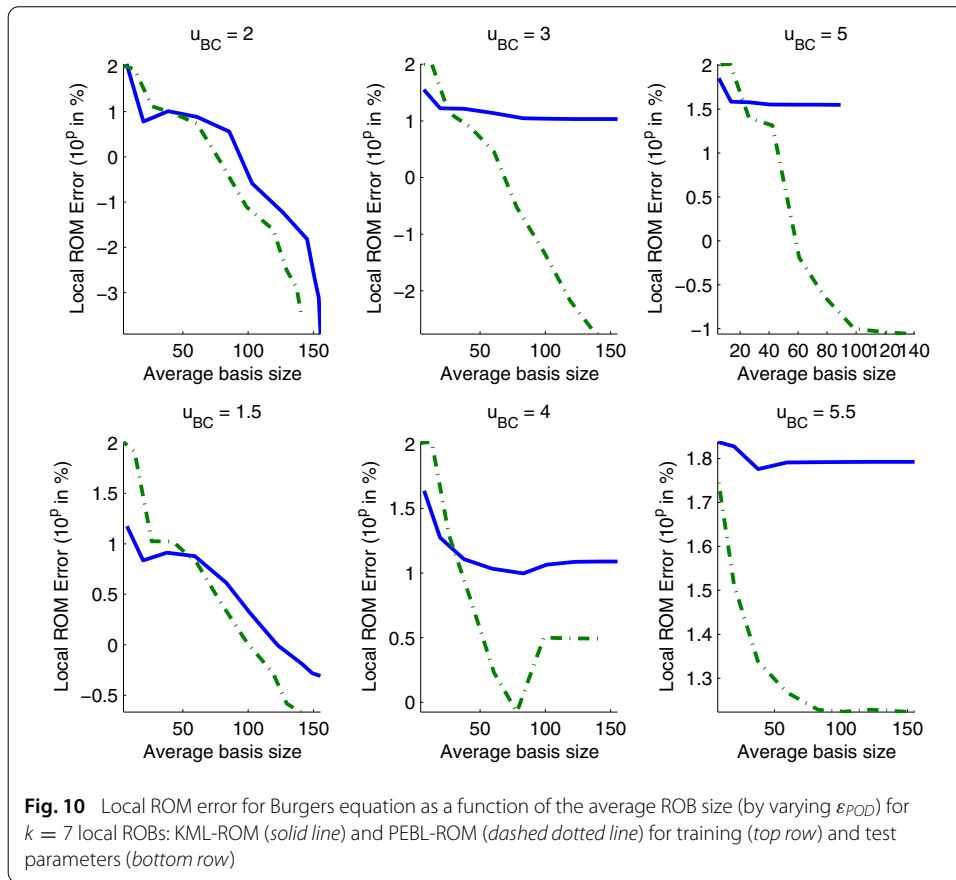 u_BC = 2
2
1
0
−1
−2
−3
50 100 150
Local ROM Error (10^p in %)
Average basis size
u_BC = 3
2
1
0
−1
−2
50 100 150
Local ROM Error (10^p in %)
Average basis size
u_BC = 5
2
1.5
1
0.5
0
−0.5
−1
20 40 60 80 100 120 140
Local ROM Error (10^p in %)
Average basis size
u_BC = 1.5
2
1.5
1
0.5
0
−0.5
50 100 150
Local ROM Error (10^p in %)
Average basis size
u_BC = 4
2
1.5
1
0.5
0
50 100 150
Local ROM Error (10^p in %)
Average basis size
u_BC = 5.5
1.8
1.7
1.6
1.5
1.4
1.3
50 100 150
Local ROM Error (10^p in %)
Average basis size
Fig. 10 Local ROM error for Burgers equation as a function of the average ROB size (by varying ε_POD) for
k = 7 local ROBs: KML-ROM (solid line) and PEBL-ROM (dashed dotted line) for training (top row) and test
parameters (bottom row)